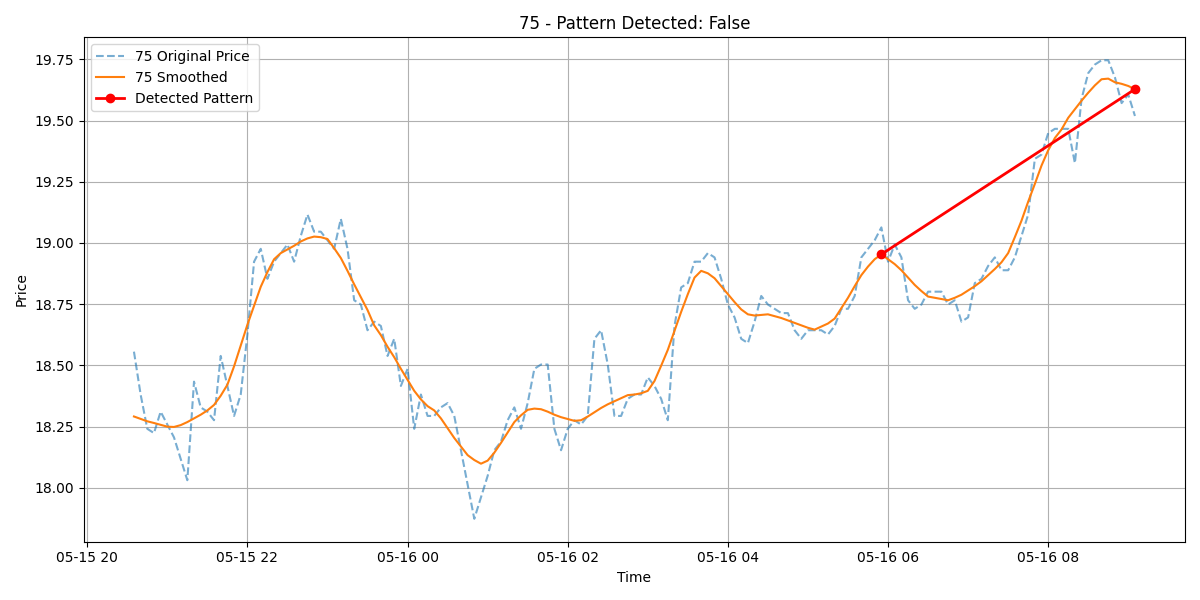 75 - Pattern Detected: False
75 Original Price
75 Smoothed
Detected Pattern
Price
19.75
19.50
19.25
19.00
18.75
18.50
18.25
18.00
05-15 20 05-15 22 05-16 00 05-16 02 05-16 04 05-16 06 05-16 08
Time